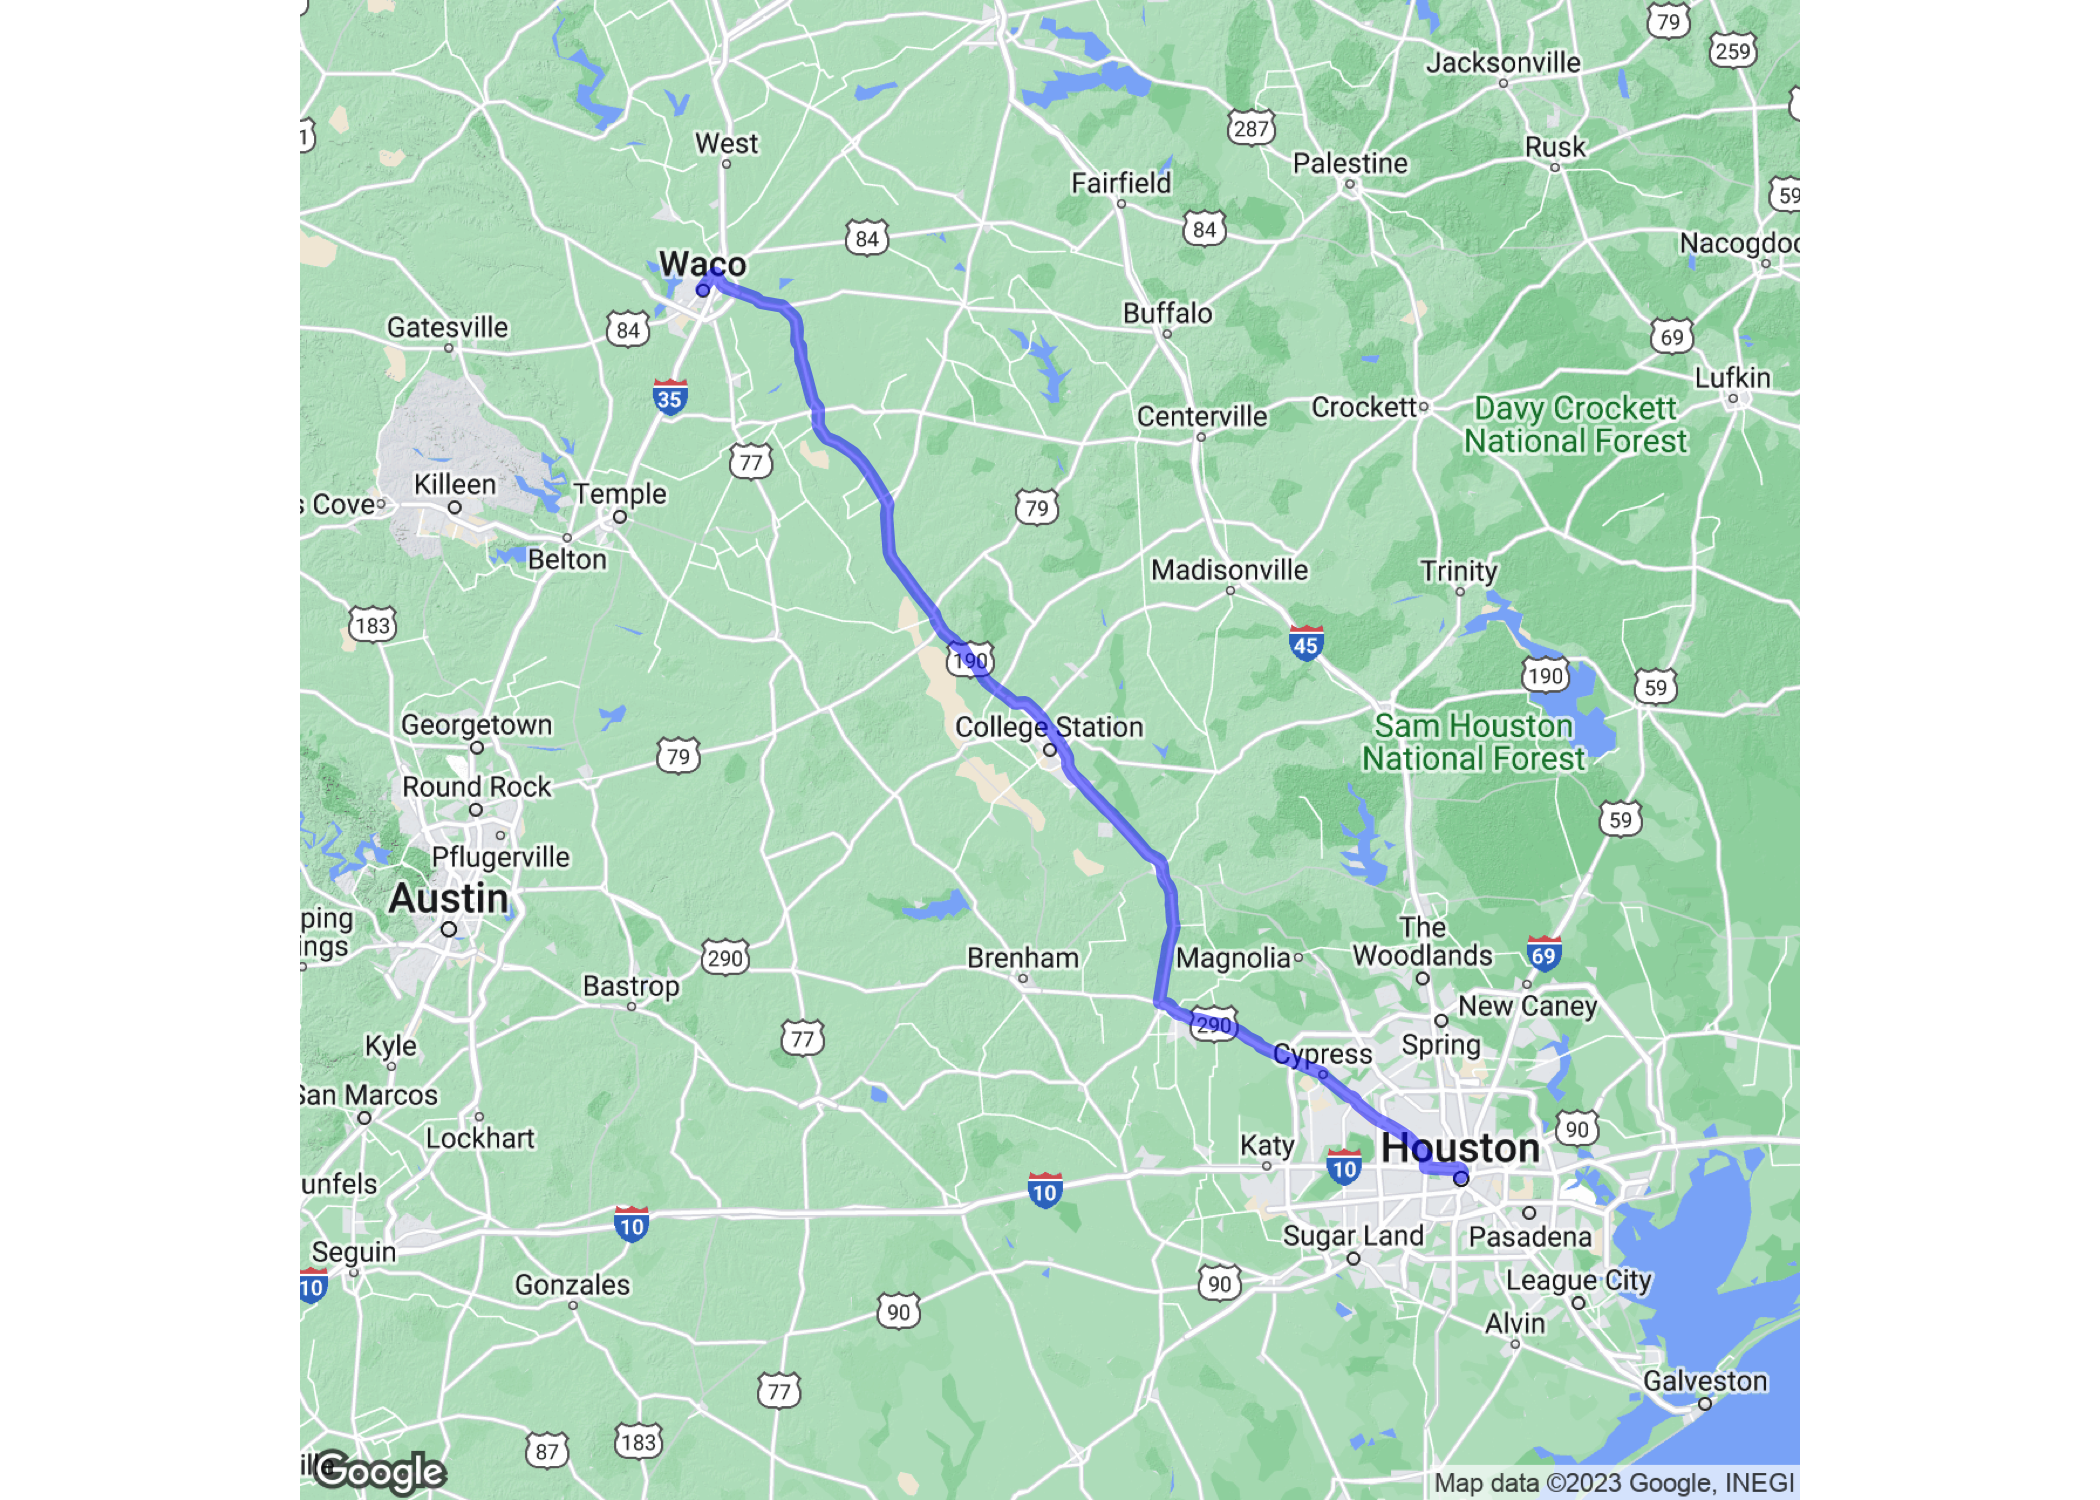 79
259
Jacksonville
1
287
West
Rusk
Palestine
Fairfield
59
84
84
Nacogdoc
Waco
Buffalo
Gatesville
84
69
Lufkin
35
Crockett
Davy Crockett
National Forest
Centerville
77
Killeen
Temple
s Cove
79
Belton
Madisonville
Trinity
183
45
190
190
59
Georgetown
College Station
Sam Houston
National Forest
79
Round Rock
59
Pflugerville
Austin
ping
ings
The
Woodlands
290
Brenham
Magnolia
69
Bastrop
New Caney
290
77
Kyle
Spring
Cypress
San Marcos
90
Lockhart
Katy
Houston
10
unfels
10
10
Sugar Land
Pasadena
Seguin
10
Gonzales
90
League City
90
Alvin
77
Galveston
87
183
ille
Google
Map data ©2023 Google, INEGI